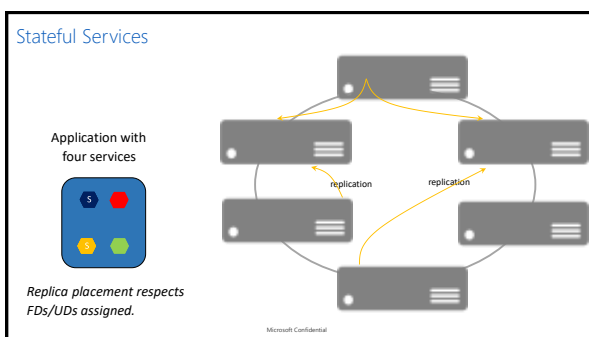 Stateful Services
Application with
four services
S
S
Replica placement respects
FDs/UDs assigned.
replication
replication
Microsoft Confidential